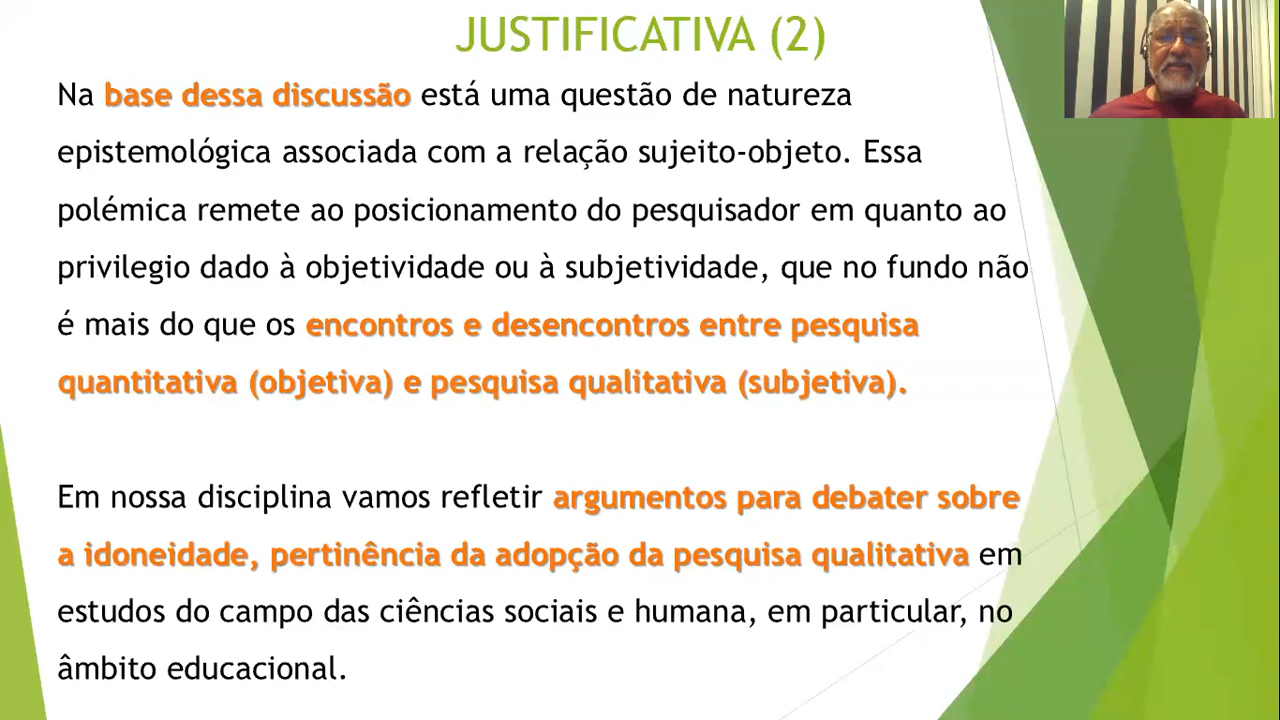 JUSTIFICATIVA (2)
Na base dessa discussão está uma questão de natureza
epistemológica associada com a relação sujeito-objeto. Essa
polémica remete ao posicionamento do pesquisador em quanto ao
privilegio dado à objetividade ou à subjetividade, que no fundo não
é mais do que os encontros e desencontros entre pesquisa
quantitativa (objetiva) e pesquisa qualitativa (subjetiva).
Em nossa disciplina vamos refletir argumentos para debater sobre
a idoneidade, pertinência da adopção da pesquisa qualitativa em
estudos do campo das ciências sociais e humana, em particular, no
âmbito educacional.